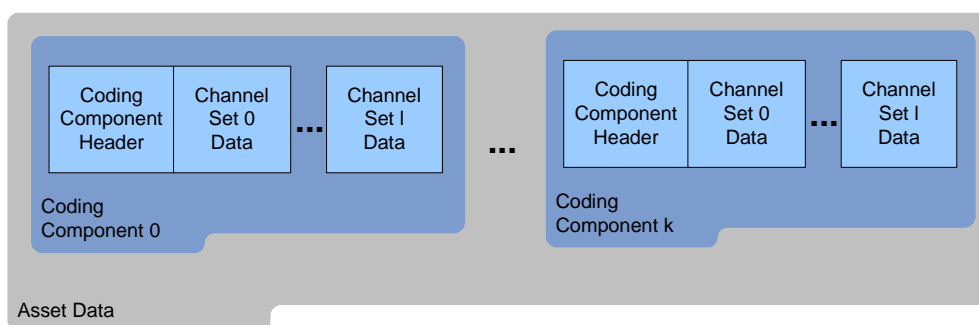 Coding
Component
Header
Channel
Set 0
Data
...
Channel
Set l
Data
Coding
Component 0
...
Coding
Component
Header
Channel
Set 0
Data
...
Channel
Set l
Data
Coding
Component k
Asset Data